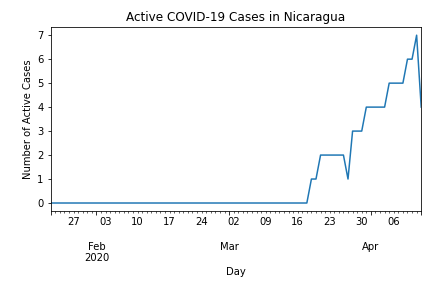 Active COVID-19 Cases in Nicaragua
7
6
5
4
3
2
1
0
Number of Active Cases
27 03 10 17 24 02 09 16 23 30 06
Feb Mar Apr
2020
Day